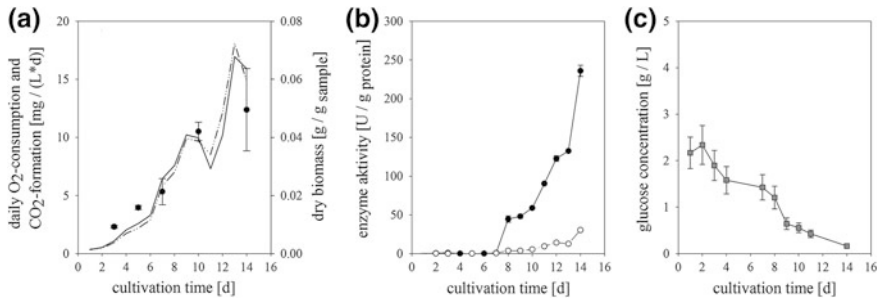 (a)
daily O2-consumption and
CO2-formation [mg / (L*d)]
20
15
10
5
0
0 2 4 6 8 10 12 14 16
cultivation time [d]
0.08
0.06
0.04
0.02
0.00
dry biomass [g / g sample]
(b)
enzyme aktivity [U / g protein]
300
250
200
150
100
50
0
0 2 4 6 8 10 12 14 16
cultivation time [d]
(c)
glucose concentration [g / L]
5
4
3
2
1
0
0 2 4 6 8 10 12 14 16
cultivation time [d]